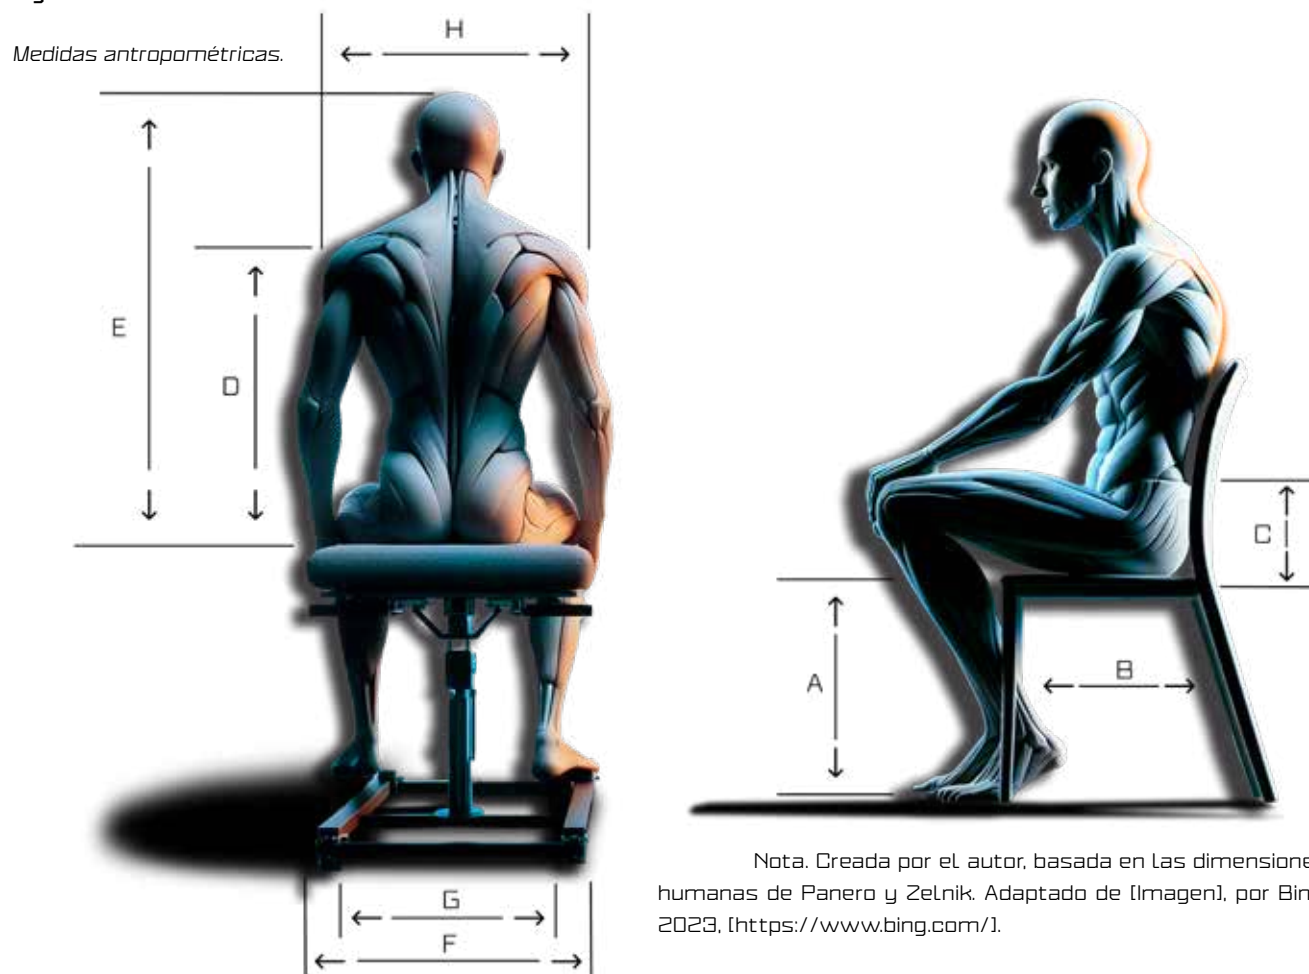 Medidas antropométricas.
H
E
D
C
A
B
G
F
Nota. Creada por el autor, basada en las dimensione
humanas de Panero y Zelnik. Adaptado de [Imagen], por Bin
2023, [https://www.bing.com/].